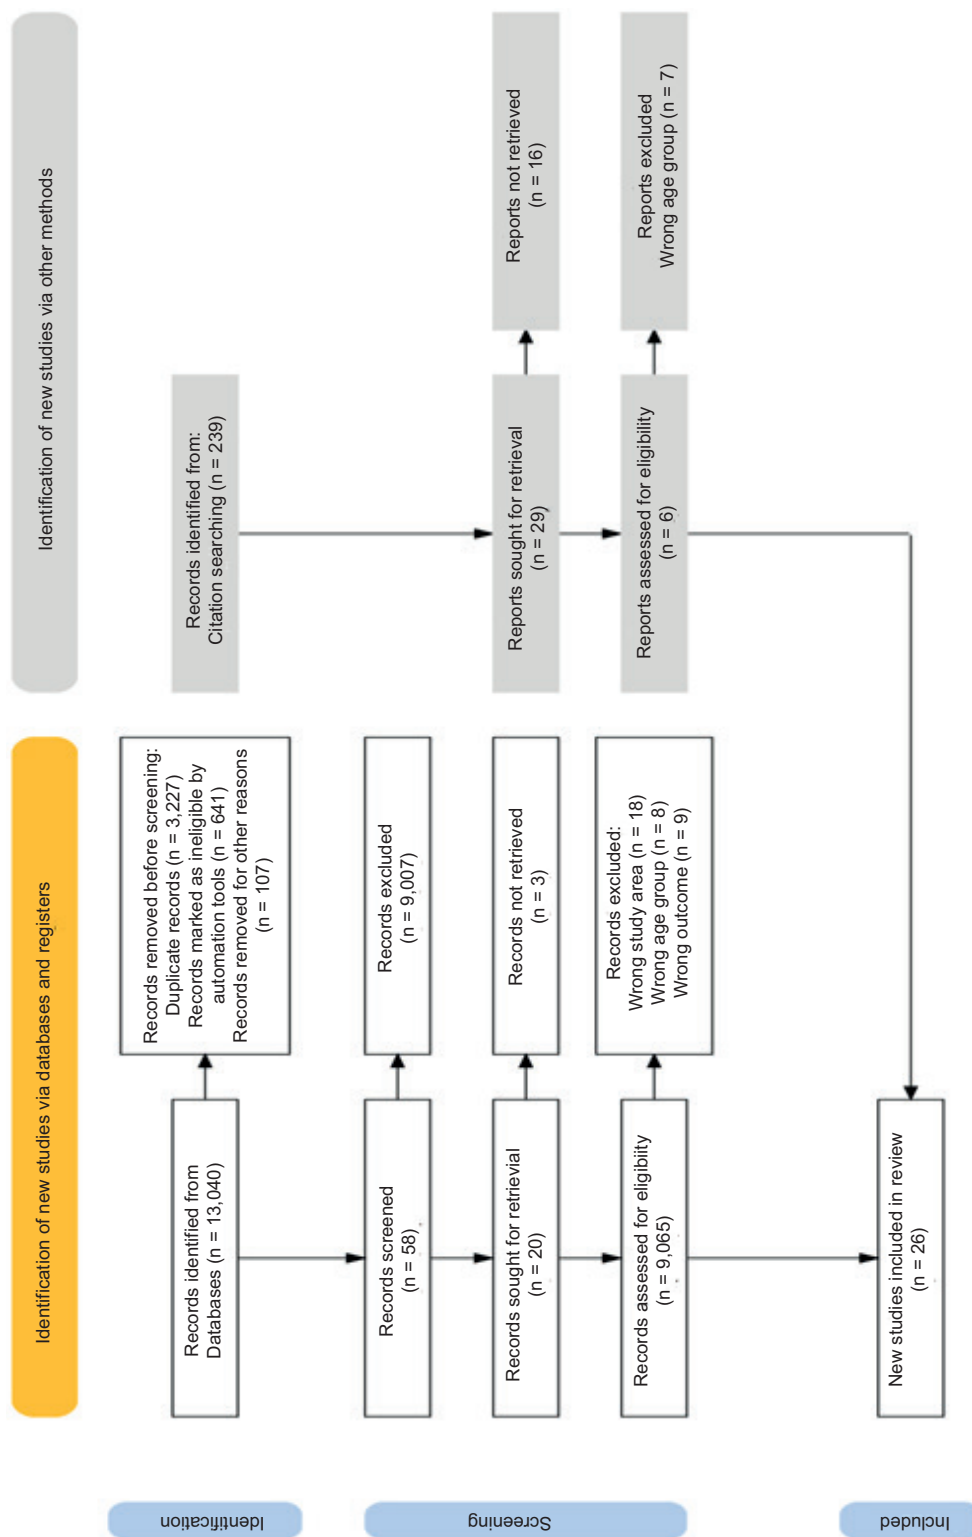 Identification of new studies via databases and registers
Identification of new studies via other methods
Identification
Records identified from
Databases (n = 13,040)
Records removed before screening:
Duplicate records (n = 3,227)
Records marked as ineligible by
automation tools (n = 641)
Records removed for other reasons
(n = 107)
Records identified from:
Citation searching (n = 239)
Screening
Records screened
(n = 58)
Records excluded
(n = 9,007)
Records sought for retrievial
(n = 20)
Records not retrieved
(n = 3)
Reports sought for retrieval
(n = 29)
Reports not retrieved
(n = 16)
Records assessed for eligibiity
(n = 9,065)
Records excluded:
Wrong study area (n = 18)
Wrong age group (n = 8)
Wrong outcome (n = 9)
Reports assessed for eligibility
(n = 6)
Reports excluded
Wrong age group (n = 7)
Included
New studies included in review
(n = 26)